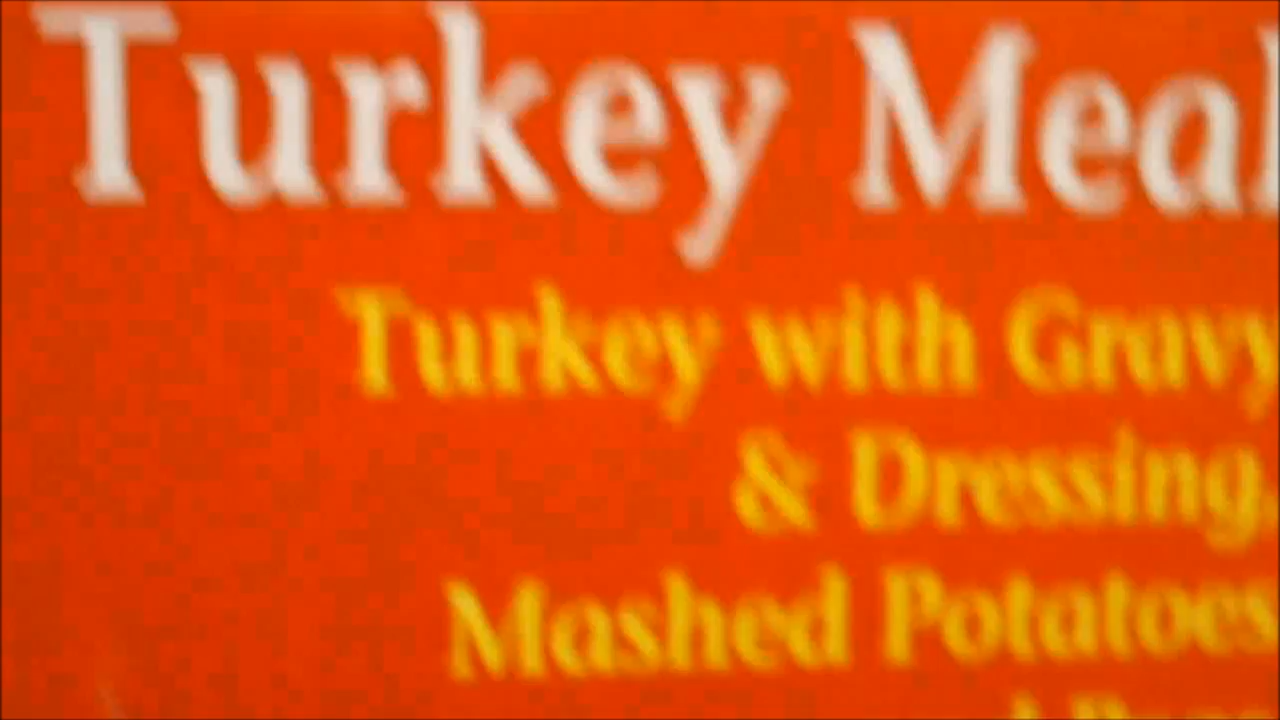 Turkey Meal
Turkey with Gravy
& Dressing,
Mashed Potatoes